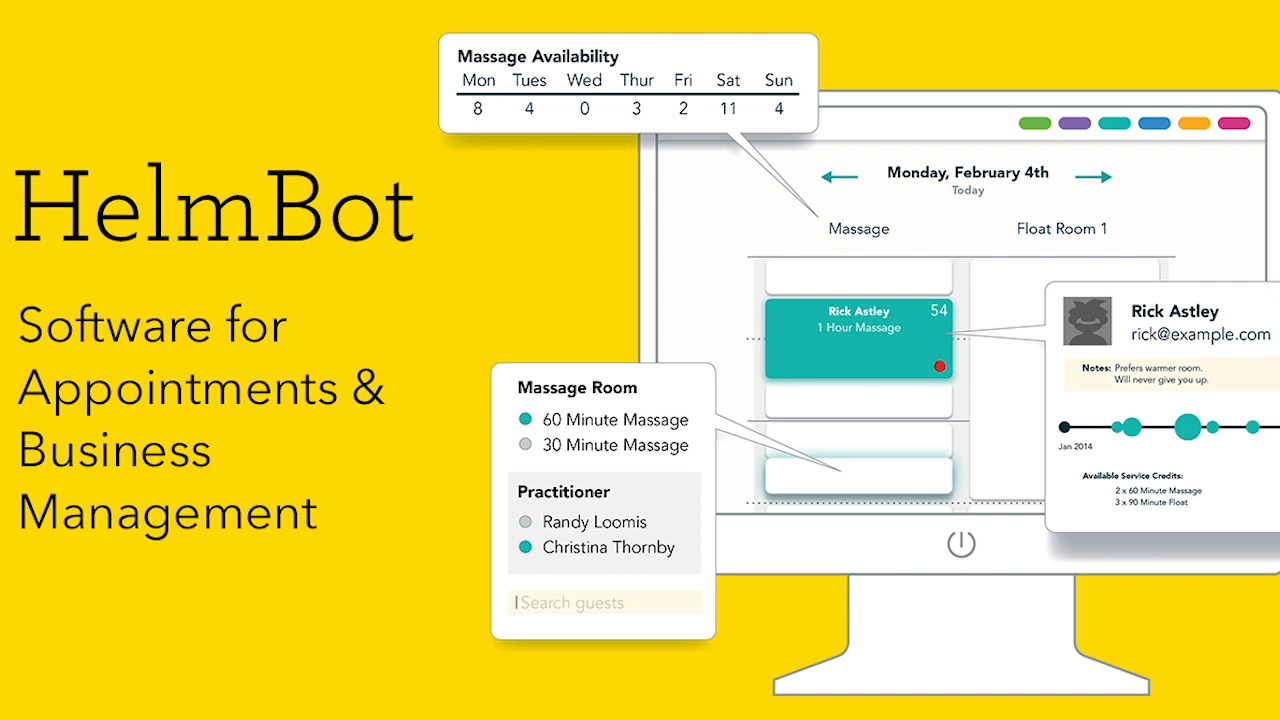 HelmBot
Software for
Appointments &
Business
Management
Massage Availability
Mon Tues Wed Thur Fri Sat Sun
8 4 0 3 2 11 4
Monday, February 4th
Today
Massage Float Room 1
Rick Astley 54
1 Hour Massage
Rick Astley
rick@example.com
Notes: Prefers warmer room.
Will never give you up.
Jan 2014
Available Service Credits:
2 x 60 Minute Massage
3 x 90 Minute Float
Massage Room
60 Minute Massage
30 Minute Massage
Practitioner
Randy Loomis
Christina Thornby
Search guests